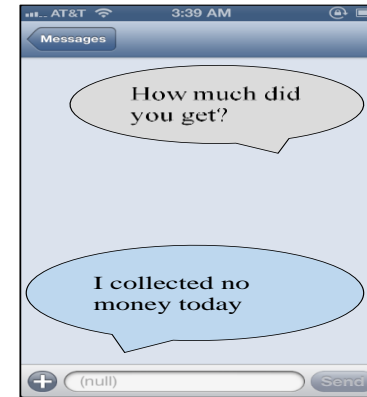 AT&T 3:39 AM
Messages
How much did
you get?
I collected no
money today
(null)
Send